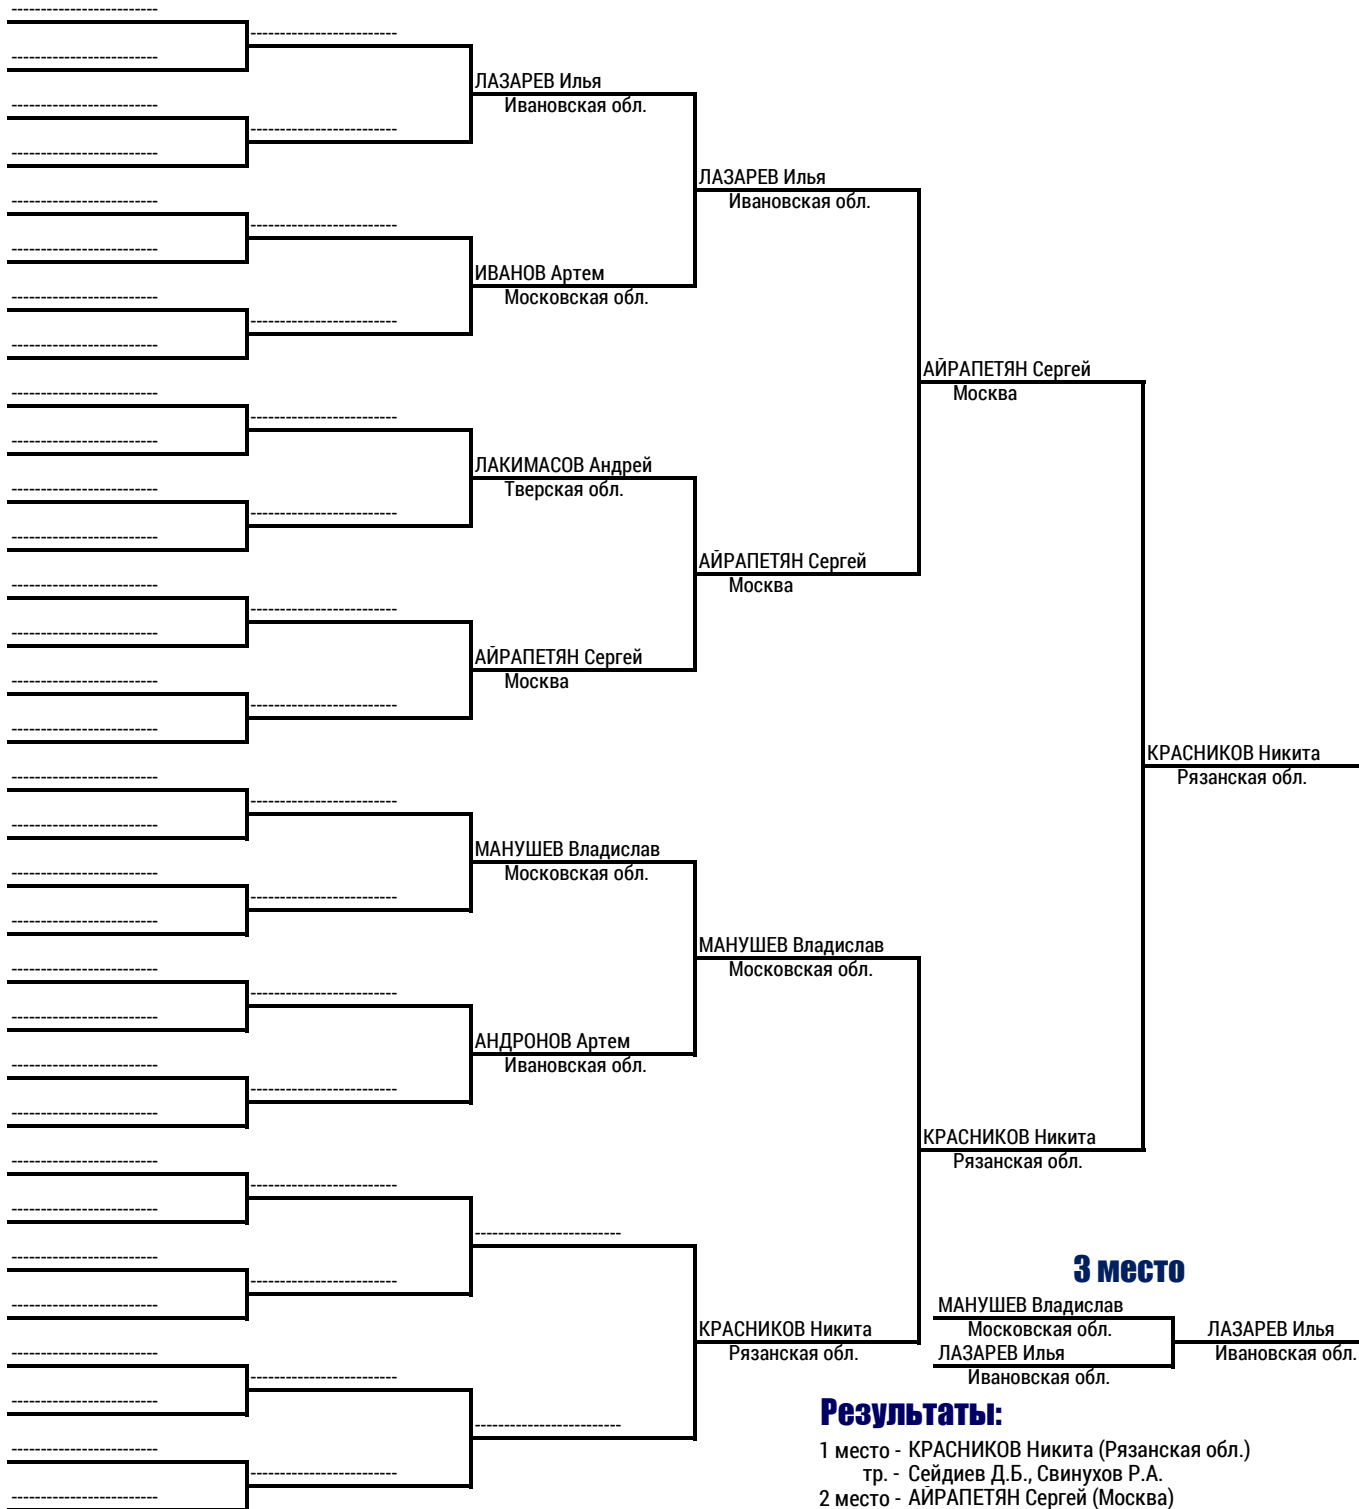 ЛАЗАРЕВ Илья
Ивановская обл.
ЛАЗАРЕВ Илья
Ивановская обл.
ИВАНОВ Артем
Московская обл.
АЙРАПЕТЯН Сергей
Москва
ЛАКИМАСОВ Андрей
Тверская обл.
АЙРАПЕТЯН Сергей
Москва
АЙРАПЕТЯН Сергей
Москва
КРАСНИКОВ Никита
Рязанская обл.
МАНУШЕВ Владислав
Московская обл.
МАНУШЕВ Владислав
Московская обл.
АНДРОНОВ Артем
Ивановская обл.
КРАСНИКОВ Никита
Рязанская обл.
КРАСНИКОВ Никита
Рязанская обл.
3 место
МАНУШЕВ Владислав
Московская обл.
ЛАЗАРЕВ Илья
Ивановская обл.
ЛАЗАРЕВ Илья
Ивановская обл.
Результаты:
1 место - КРАСНИКОВ Никита (Рязанская обл.)
тр. - Сейдиев Д.Б., Свинухов Р.А.
2 место - АЙРАПЕТЯН Сергей (Москва)